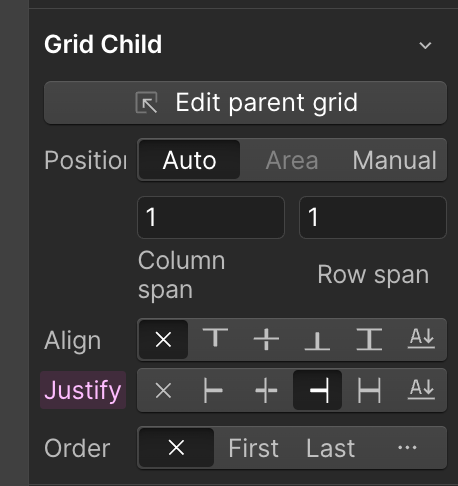 Grid Child
Edit parent grid
Position Auto Area Manual
1 1
Column span Row span
Align
Justify
Order First Last ...